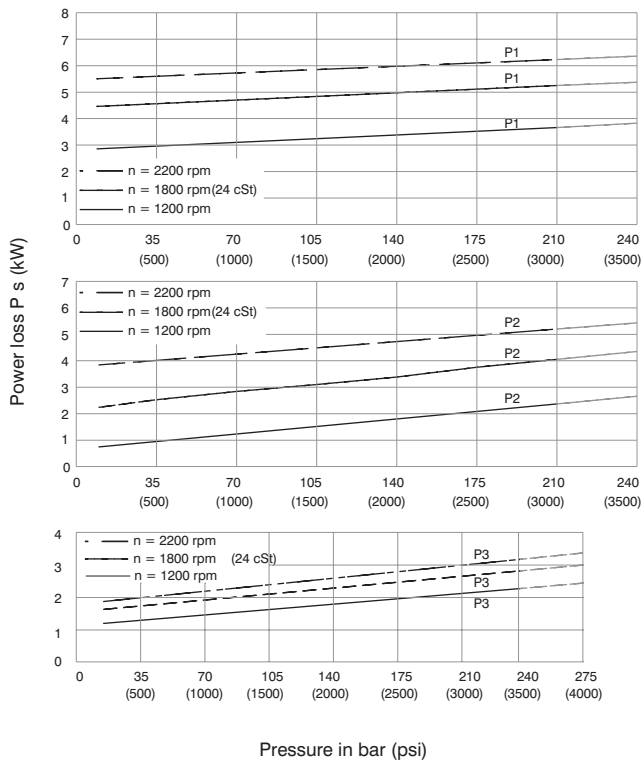 Power loss P s (kW)
8
7
6
5
4
3
2
1
0
P1
P1
P1
n = 2200 rpm
n = 1800 rpm(24 cSt)
n = 1200 rpm
0 35 70 105 140 175 210 240
(500) (1000) (1500) (2000) (2500) (3000) (3500)
7
6
5
4
3
2
1
0
n = 2200 rpm
n = 1800 rpm(24 cSt)
n = 1200 rpm
P2
P2
P2
0 35 70 105 140 175 210 240
(500) (1000) (1500) (2000) (2500) (3000) (3500)
4
3
2
1
0
n = 2200 rpm
n = 1800 rpm (24 cSt)
n = 1200 rpm
P3
P3
P3
0 35 70 105 140 175 210 240 275
(500) (1000) (1500) (2000) (2500) (3000) (3500) (4000)
Pressure in bar (psi)